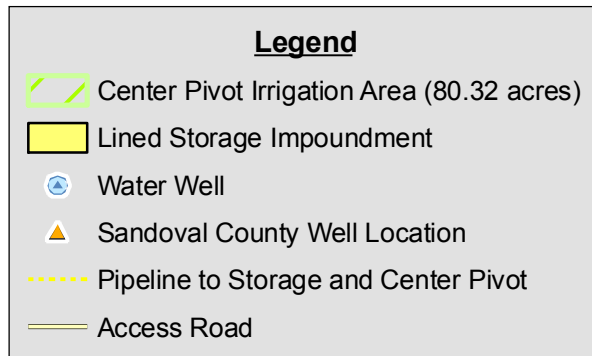 Legend
Center Pivot Irrigation Area (80.32 acres)
Lined Storage Impoundment
Water Well
Sandoval County Well Location
Pipeline to Storage and Center Pivot
Access Road